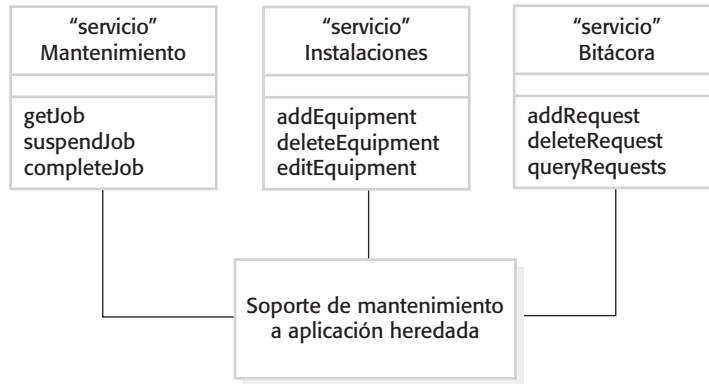 “servicio”
Mantenimiento
getJob
suspendJob
completeJob
“servicio”
Instalaciones
addEquipment
deleteEquipment
editEquipment
“servicio”
Bitácora
addRequest
deleteRequest
queryRequests
Soporte de mantenimiento
a aplicación heredada